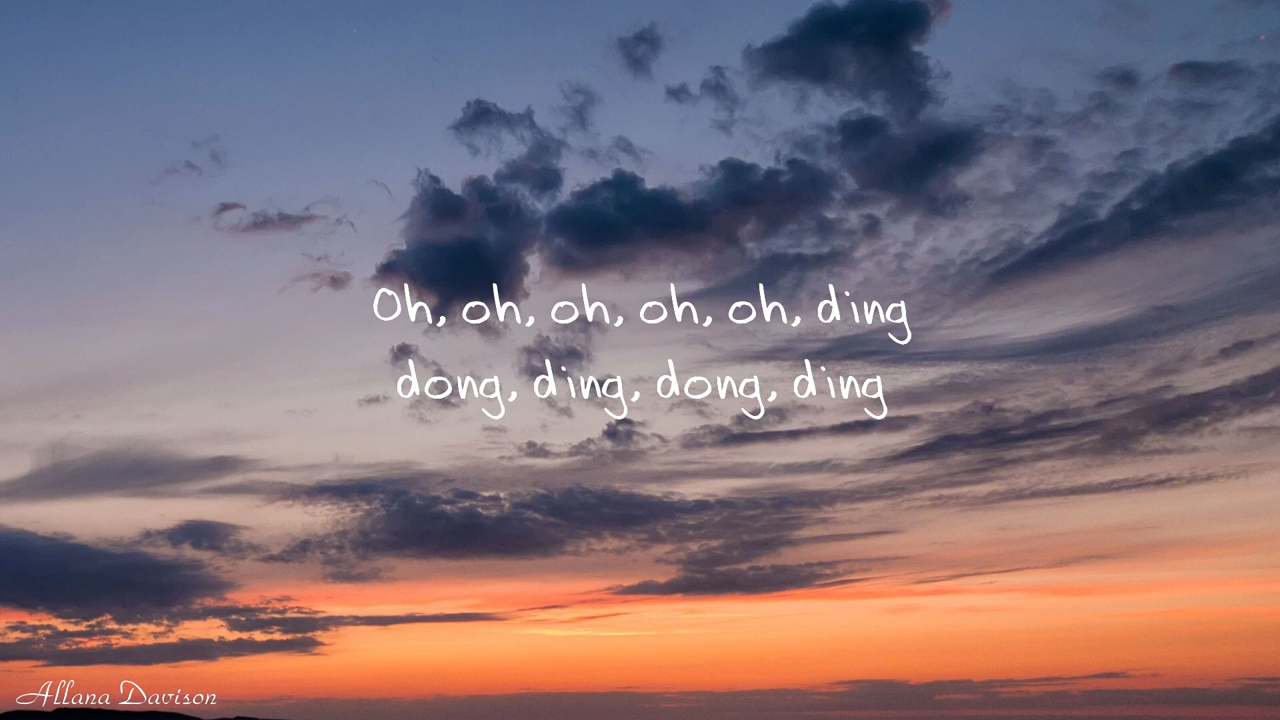 Oh, oh, oh, oh, oh, ding
dong, ding, dong, ding
Allana Davison